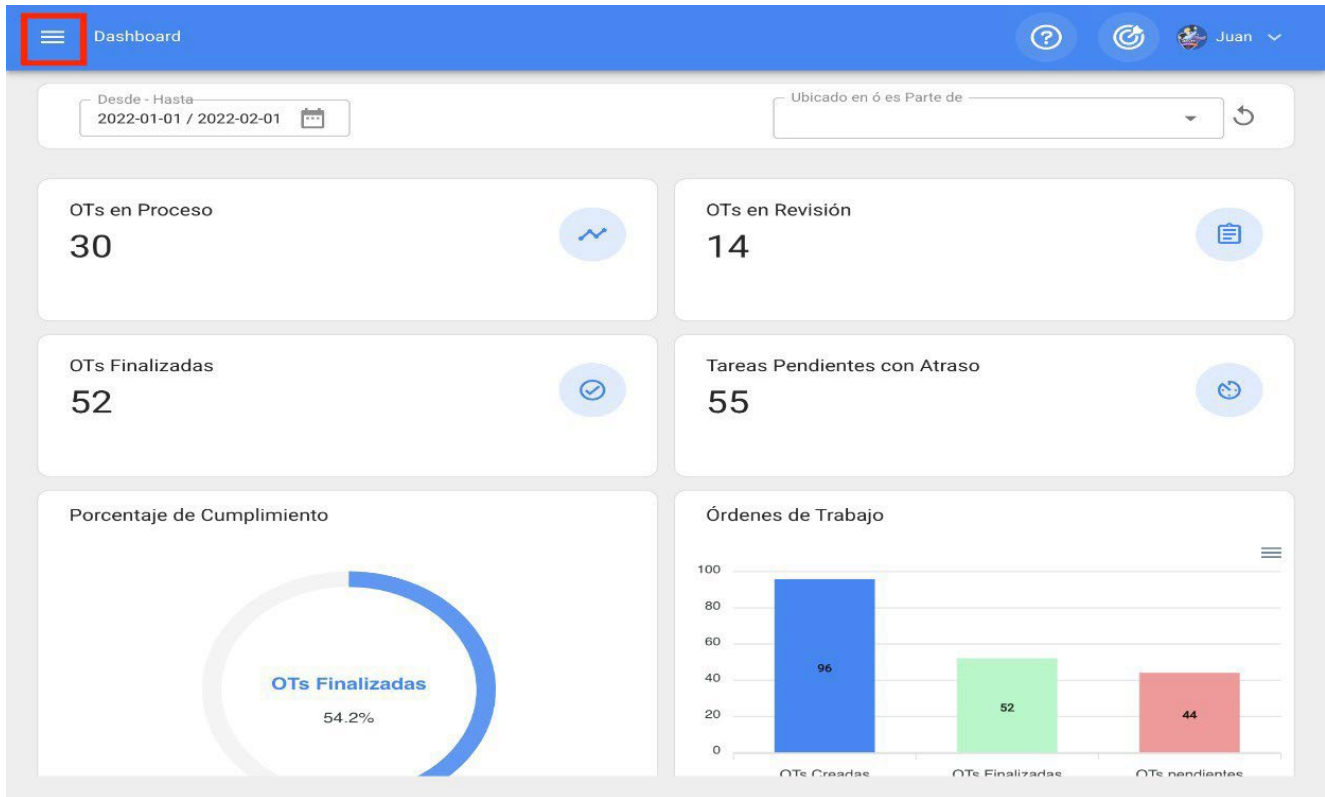 Dashboard
Juan
Desde - Hasta
2022-01-01 / 2022-02-01
Ubicado en ó es Parte de
OTs en Proceso
30
OTs en Revisión
14
OTs Finalizadas
52
Tareas Pendientes con Atraso
55
Porcentaje de Cumplimiento
OTs Finalizadas
54.2%
Órdenes de Trabajo
100
80
60
40
20
0
96
52
44
OTs Creadas
OTs Finalizadas
OTs pendientes